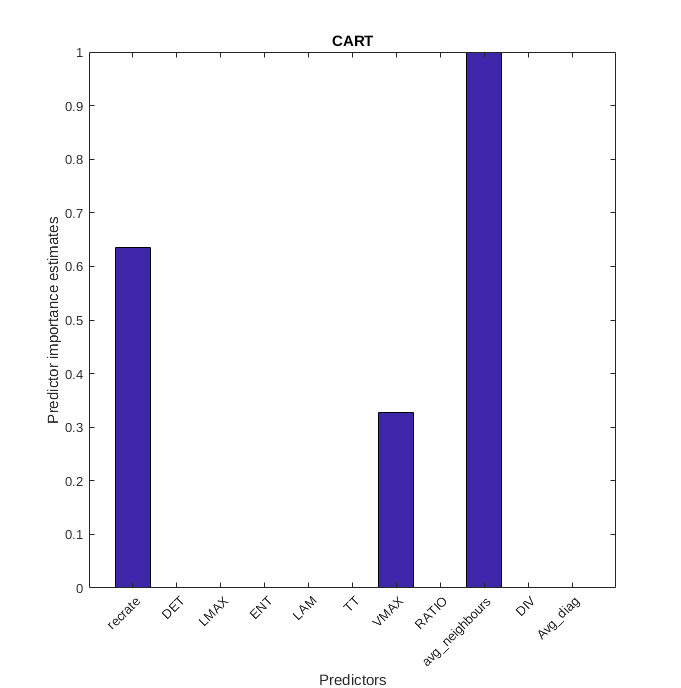 CART
Predictor importance estimates
1
0.9
0.8
0.7
0.6
0.5
0.4
0.3
0.2
0.1
0
recrate
DET
LMAX
ENT
LAM
TT
VMAX
RATIO
avg_neighbours
DIV
Avg_diag
Predictors